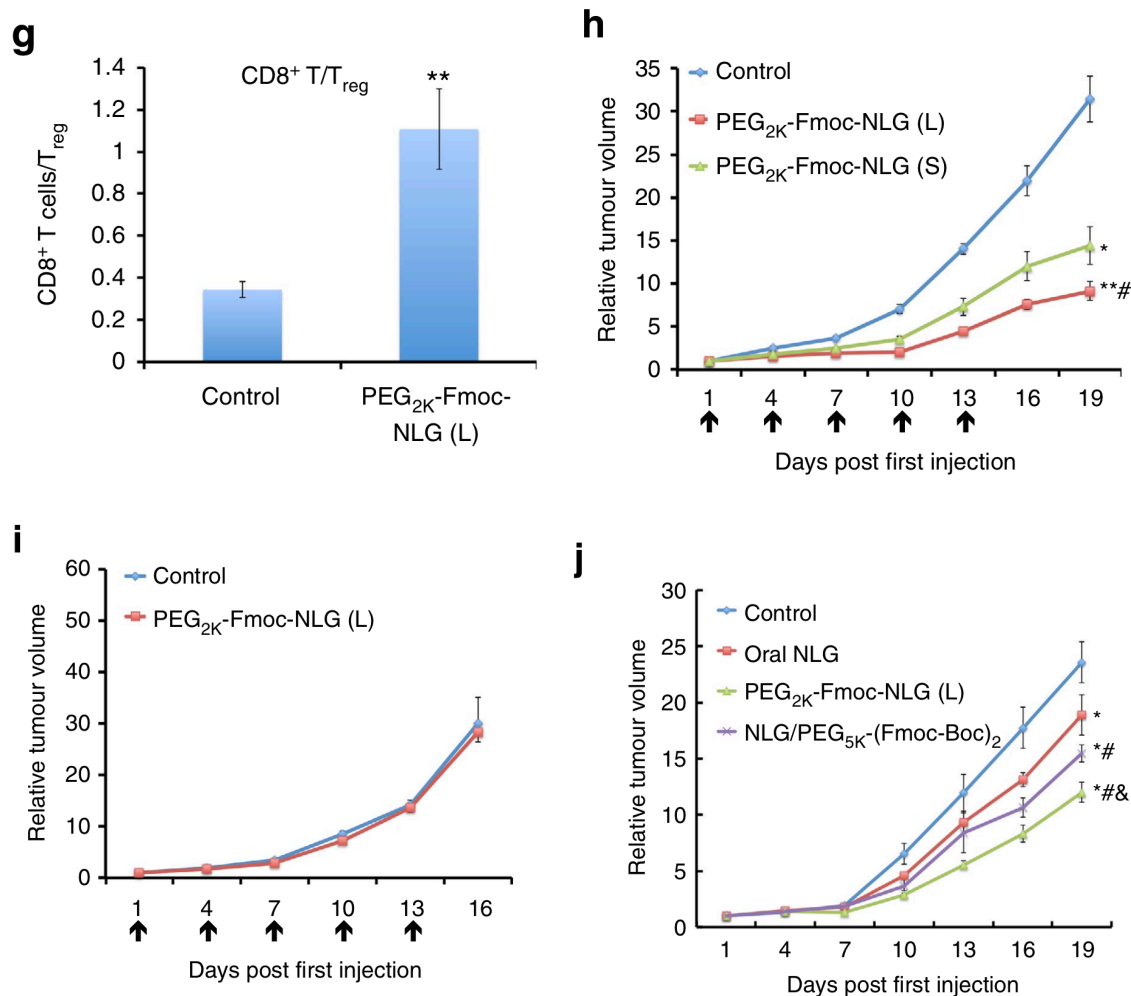 g
CD8⁺ T/Treg
**
CD8⁺ T cells/Treg
1.4
1.2
1
0.8
0.6
0.4
0.2
0
Control
PEG2K-Fmoc-
NLG (L)
h
Control
PEG2K-Fmoc-NLG (L)
PEG2K-Fmoc-NLG (S)
Relative tumour volume
35
30
25
20
15
10
5
0
*
**#
1 4 7 10 13 16 19
Days post first injection
i
Control
PEG2K-Fmoc-NLG (L)
Relative tumour volume
60
50
40
30
20
10
0
1 4 7 10 13 16
Days post first injection
j
Control
Oral NLG
PEG2K-Fmoc-NLG (L)
NLG/PEG5K-(Fmoc-Boc)2
Relative tumour volume
30
25
20
15
10
5
0
*
*#
*#&
1 4 7 10 13 16 19
Days post first injection